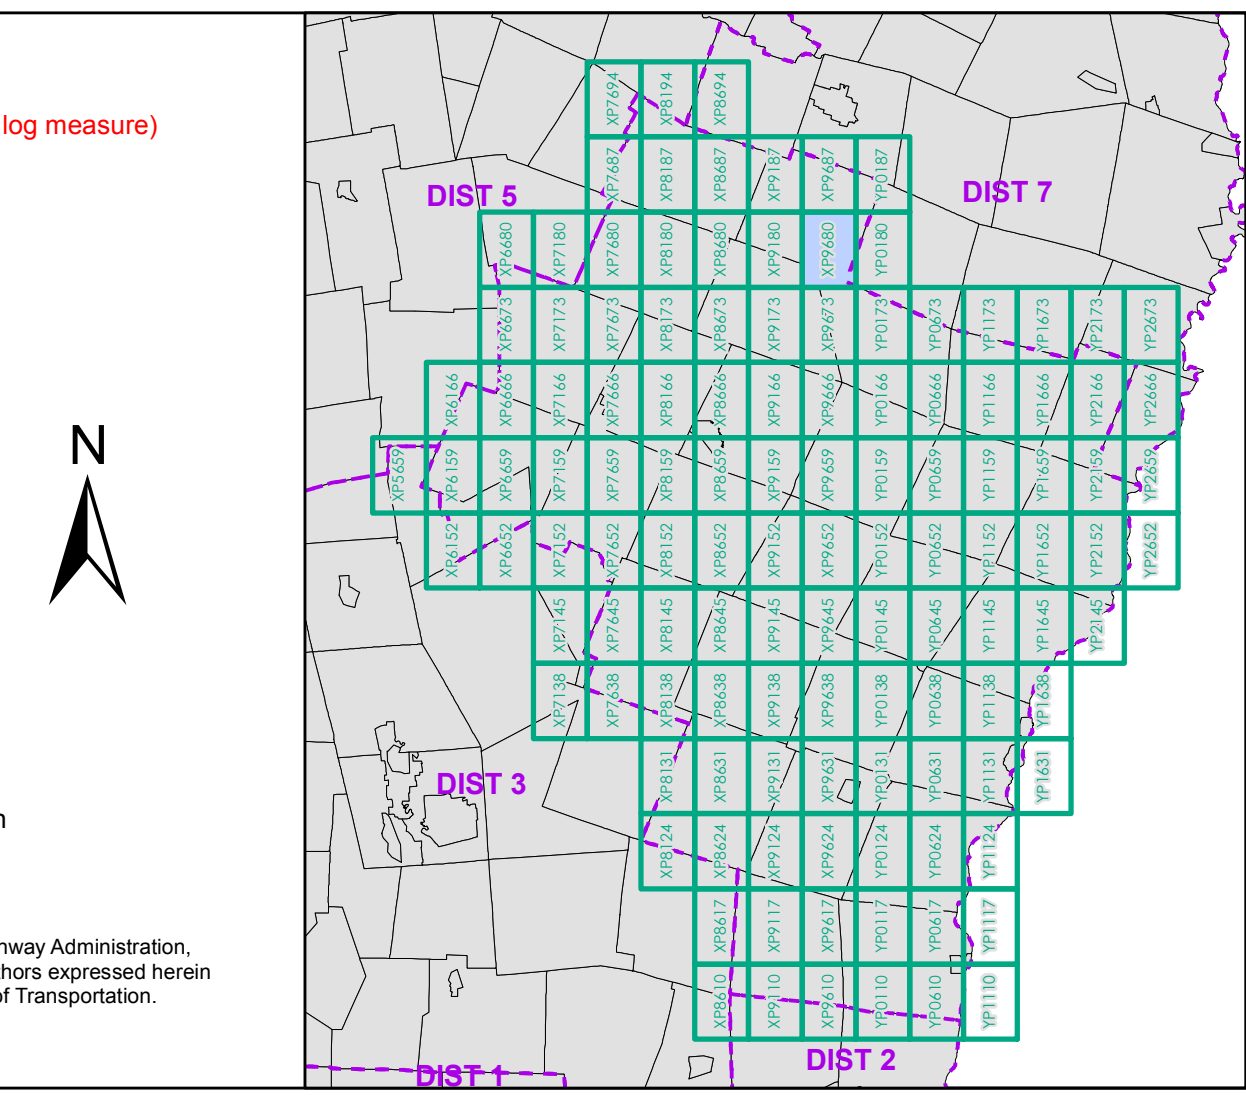 log measure)
N
n
hway Administration,
thors expressed herein
of Transportation.
XP7694 XP8194 XP8694
XP7687 XP8187 XP8687 XP9187 XP9687 YP0187
DIST 5
DIST 7
XP6680 XP7180 XP7680 XP8180 XP8680 XP9180 XP9680 YP0180
XP6673 XP7173 XP7673 XP8173 XP8673 XP9173 XP9673 YP0173 YP0673 YP1173 YP1673 YP2173 YP2673
XP6166 XP6666 XP7166 XP7666 XP8166 XP8666 XP9166 XP9666 YP0166 YP0666 YP1166 YP1666 YP2166 YP2666
XP5659 XP6159 XP6659 XP7159 XP7659 XP8159 XP8659 XP9159 XP9659 YP0159 YP0659 YP1159 YP1659 YP2159 YP2659
XP6152 XP6652 XP7152 XP7652 XP8152 XP8652 XP9152 XP9652 YP0152 YP0652 YP1152 YP1652 YP2152 YP2652
XP7145 XP7645 XP8145 XP8645 XP9145 XP9645 YP0145 YP0645 YP1145 YP1645 YP2145
XP7138 XP7638 XP8138 XP8638 XP9138 XP9638 YP0138 YP0638 YP1138 YP1638
DIST 3
XP8131 XP8631 XP9131 XP9631 YP0131 YP0631 YP1131 YP1631
XP8124 XP8624 XP9124 XP9624 YP0124 YP0624 YP1124
XP8617 XP9117 XP9617 YP0117 YP0617 YP1117
XP8610 XP9110 XP9610 YP0110 YP0610 YP1110
DIST 2
DIST 1